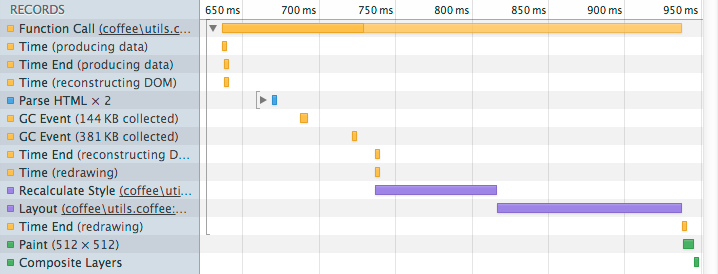 RECORDS 650 ms 700 ms 750 ms 800 ms 850 ms 900 ms 950 ms
Function Call (coffee\utils.c...
Time (producing data)
Time End (producing data)
Time (reconstructing DOM)
Parse HTML × 2
GC Event (144 KB collected)
GC Event (381 KB collected)
Time End (reconstructing D...
Time (redrawing)
Recalculate Style (coffee\uti...
Layout (coffee\utils.coffee:...
Time End (redrawing)
Paint (512 × 512)
Composite Layers